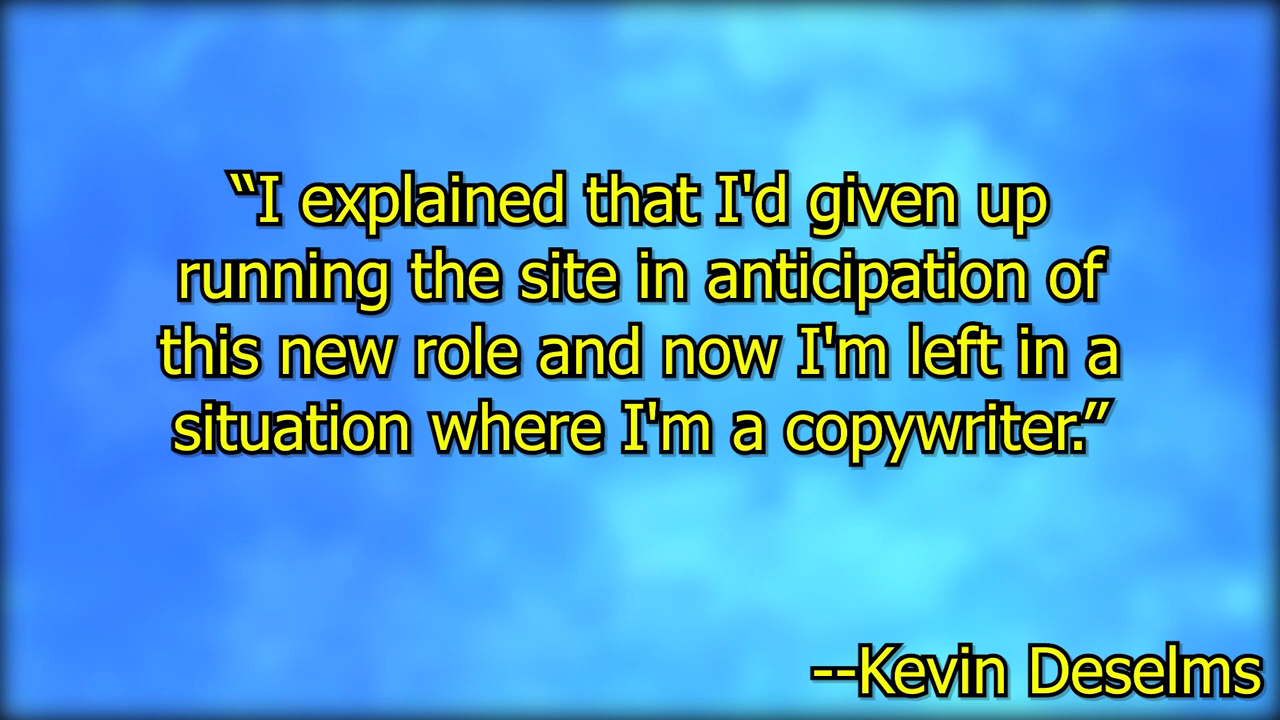 “I explained that I'd given up
running the site in anticipation of
this new role and now I'm left in a
situation where I'm a copywriter.”
--Kevin Deselms